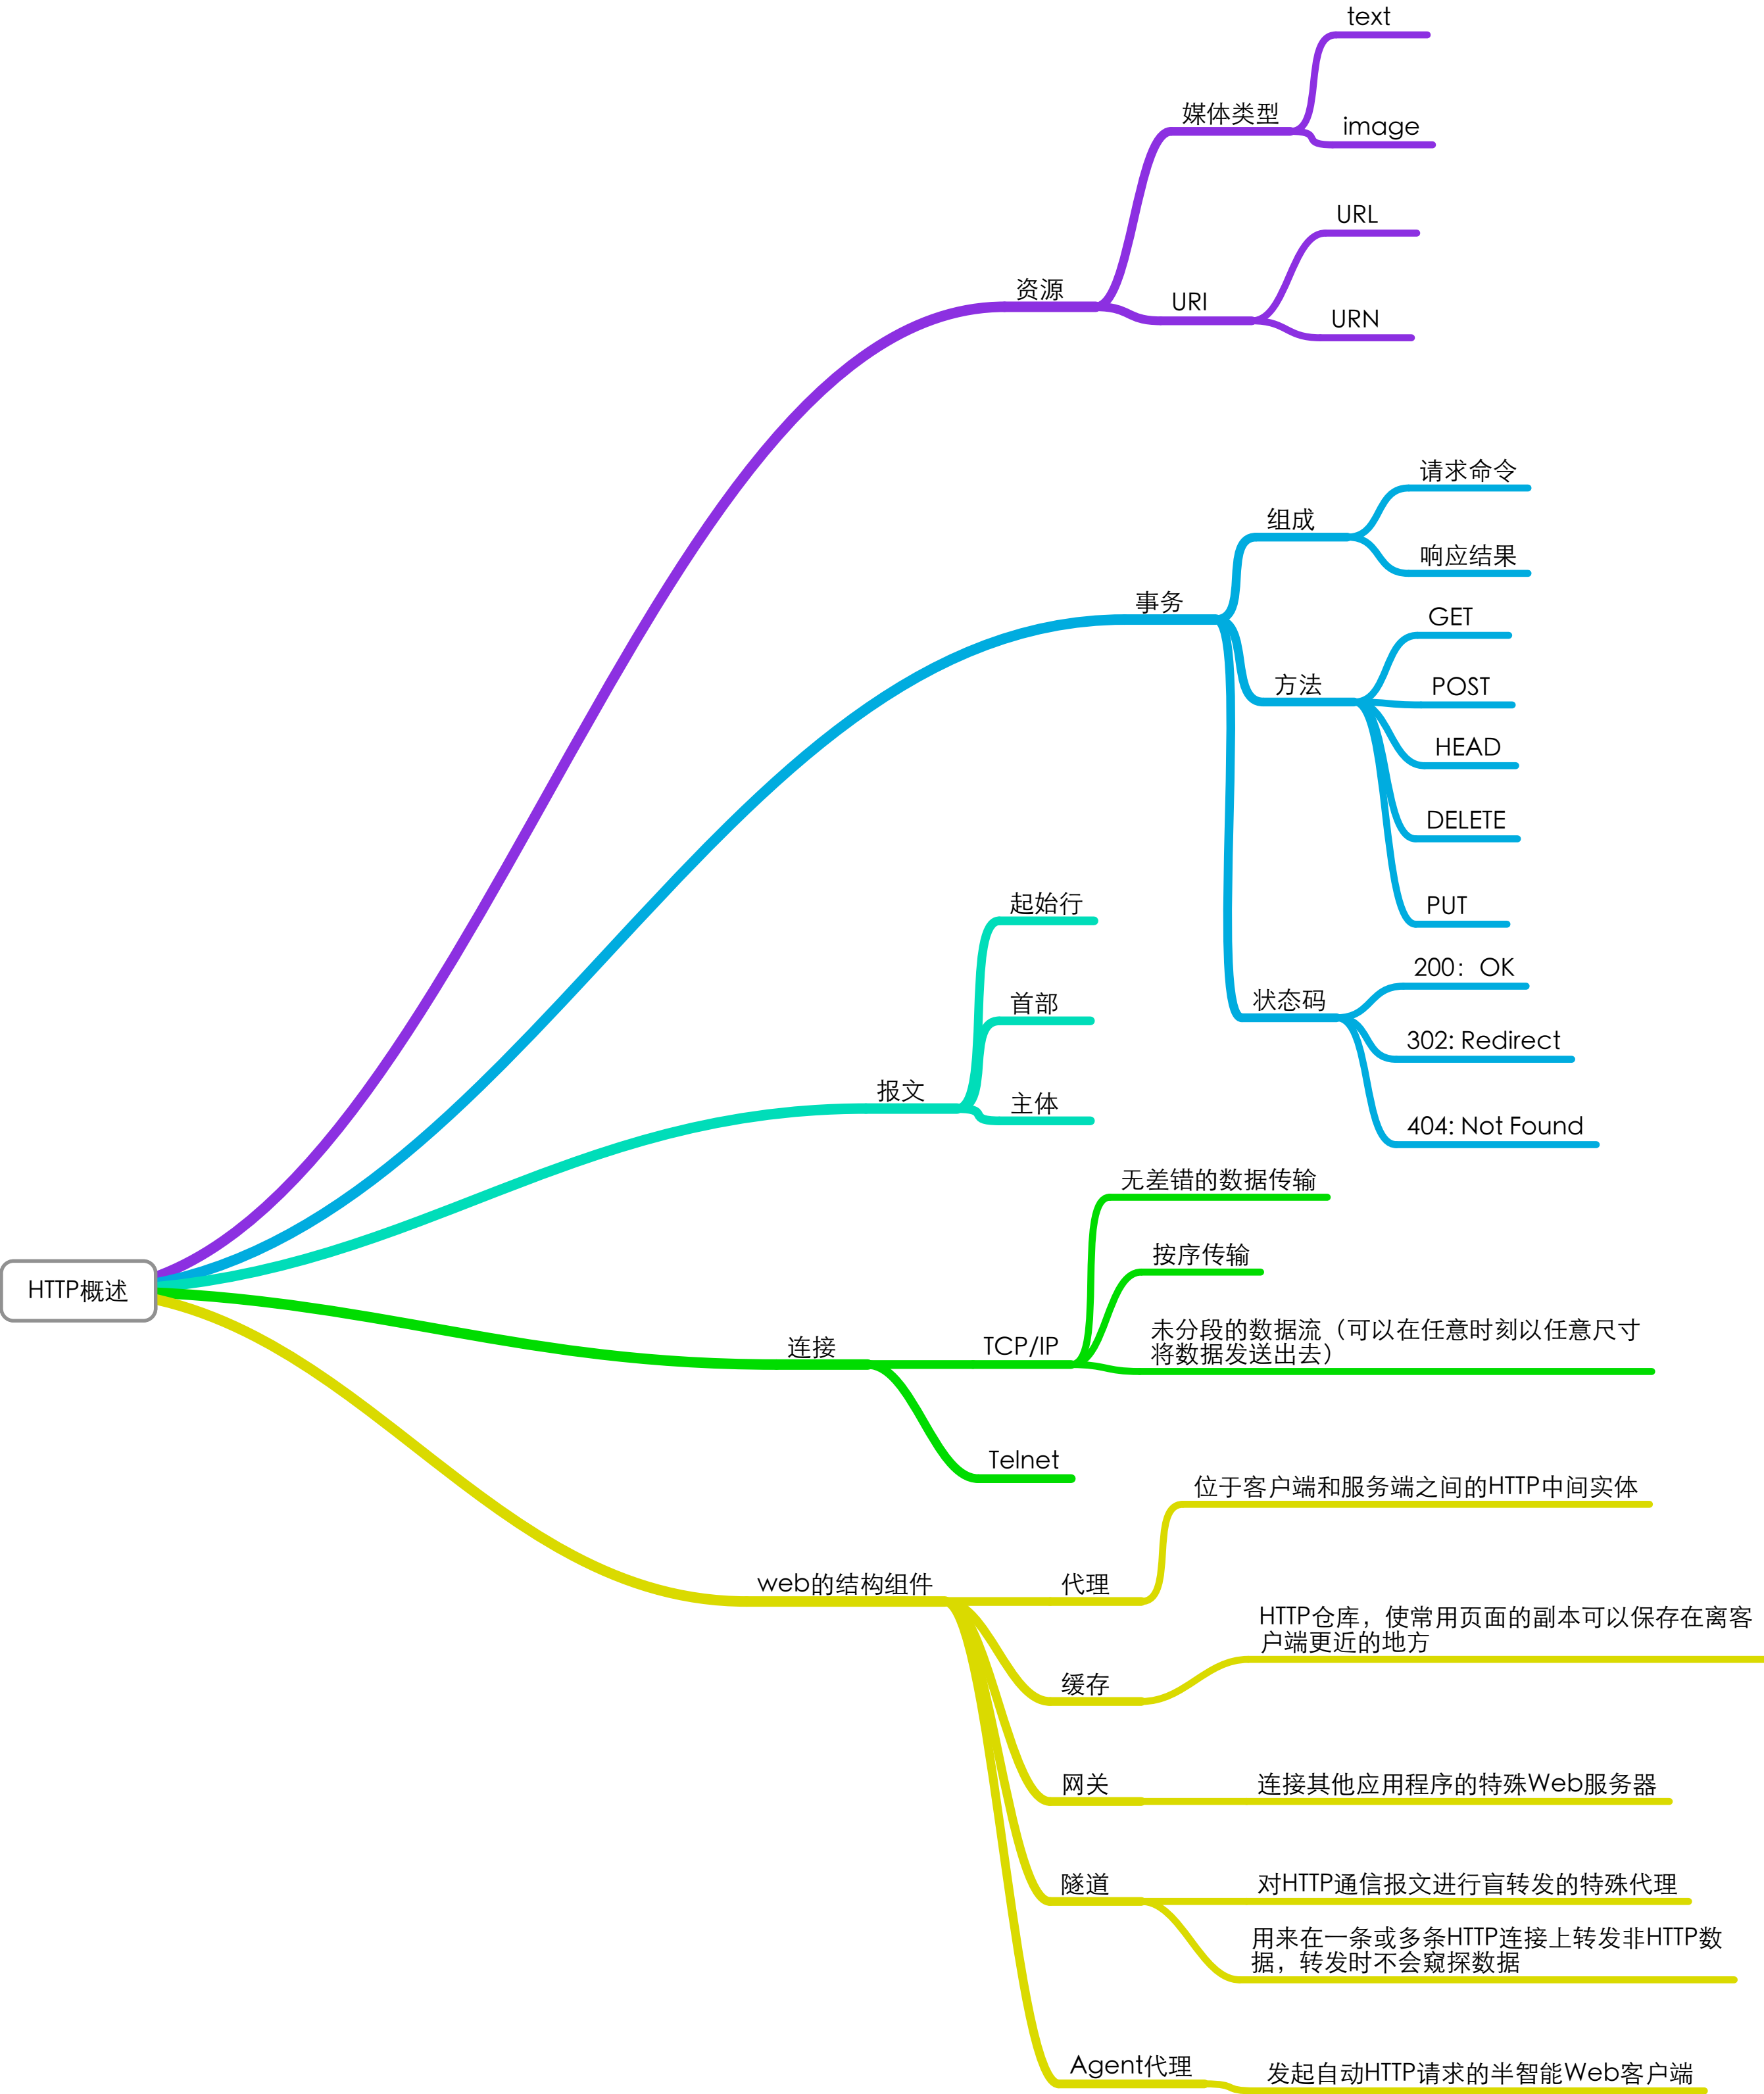 text
媒体类型
image
URL
资源
URI
URN
请求命令
组成
响应结果
事务
GET
方法
POST
HEAD
DELETE
PUT
起始行
200：OK
首部
状态码
302: Redirect
报文
主体
404: Not Found
无差错的数据传输
按序传输
HTTP概述
连接
TCP/IP
未分段的数据流（可以在任意时刻以任意尺寸
将数据发送出去）
Telnet
位于客户端和服务端之间的HTTP中间实体
web的结构组件
代理
HTTP仓库，使常用页面的副本可以保存在离客
户端更近的地方
缓存
网关
连接其他应用程序的特殊Web服务器
隧道
对HTTP通信报文进行盲转发的特殊代理
用来在一条或多条HTTP连接上转发非HTTP数
据，转发时不会窥探数据
Agent代理
发起自动HTTP请求的半智能Web客户端